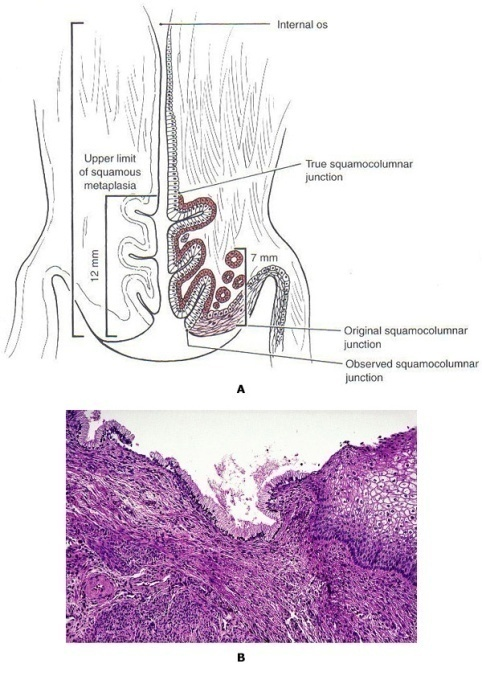 Internal os
Upper limit
of squamous
metaplasia
True squamocolumnar
junction
12 mm
7 mm
Original squamocolumnar
junction
Observed squamocolumnar
junction
A
B